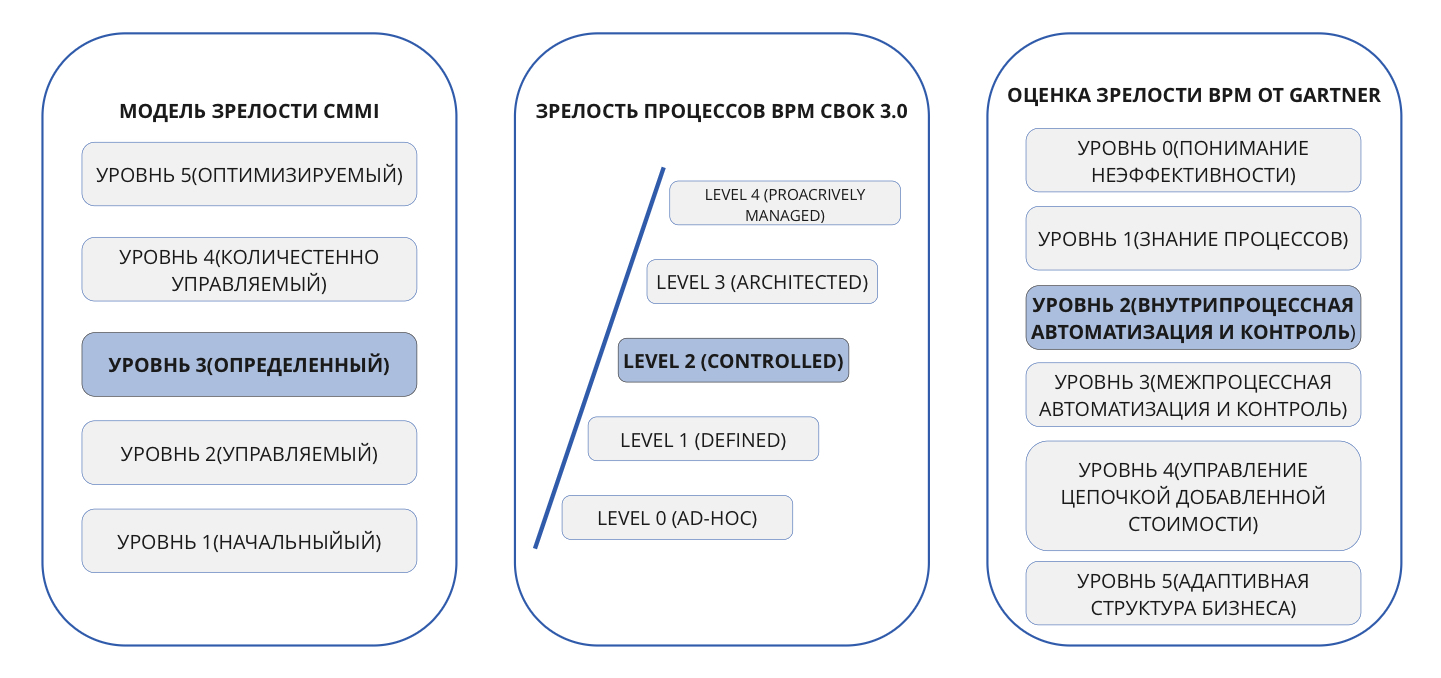 МОДЕЛЬ ЗРЕЛОСТИ CMMI
УРОВНЬ 5(ОПТИМИЗИРУЕМЫЙ)
УРОВНЬ 4(КОЛИЧЕСТЕННО
УПРАВЛЯЕМЫЙ)
УРОВНЬ 3(ОПРЕДЕЛЕННЫЙ)
УРОВНЬ 2(УПРАВЛЯЕМЫЙ)
УРОВНЬ 1(НАЧАЛЬНЫЙЫЙ)
ЗРЕЛОСТЬ ПРОЦЕССОВ BPM CBOK 3.0
LEVEL 4 (PROACRIVELY
MANAGED)
LEVEL 3 (ARCHITECTED)
LEVEL 2 (CONTROLLED)
LEVEL 1 (DEFINED)
LEVEL 0 (AD-HOC)
ОЦЕНКА ЗРЕЛОСТИ BPM ОТ GARTNER
УРОВНЬ 0(ПОНИМАНИЕ
НЕЭФФЕКТИВНОСТИ)
УРОВНЬ 1(ЗНАНИЕ ПРОЦЕССОВ)
УРОВНЬ 2(ВНУТРИПРОЦЕССНАЯ
АВТОМАТИЗАЦИЯ И КОНТРОЛЬ)
УРОВНЬ 3(МЕЖПРОЦЕССНАЯ
АВТОМАТИЗАЦИЯ И КОНТРОЛЬ)
УРОВНЬ 4(УПРАВЛЕНИЕ
ЦЕПОЧКОЙ ДОБАВЛЕННОЙ
СТОИМОСТИ)
УРОВНЬ 5(АДАПТИВНАЯ
СТРУКТУРА БИЗНЕСА)